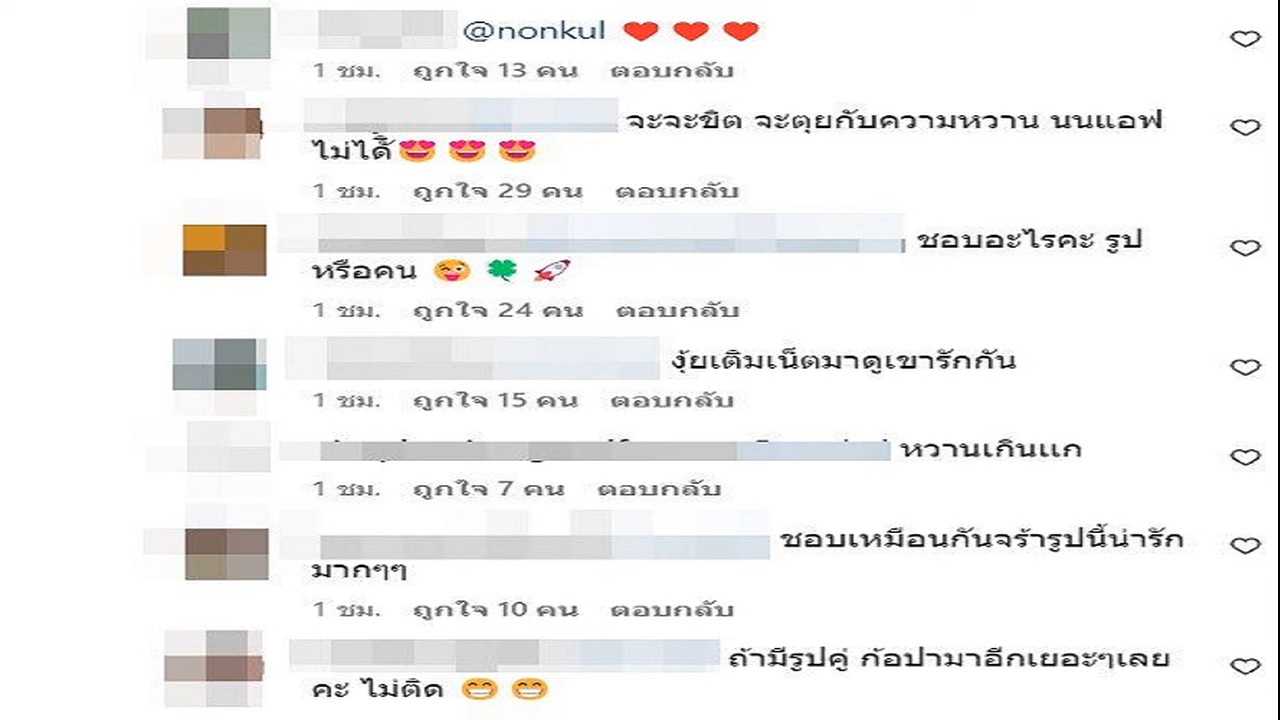 @nonkul ❤️ ❤️ ❤️
1 ชม. ถูกใจ 13 คน ตอบกลับ
จะจะขิต จะตุยกับความหวาน นนแอฟ
ไม่ได้ิ😍 😍 😍
1 ชม. ถูกใจ 29 คน ตอบกลับ
ชอบอะไรคะ รูป
หรือคน 😜 🍀 🚀
1 ชม. ถูกใจ 24 คน ตอบกลับ
งุ้ยเติมเน็ตมาดูเขารักกัน
1 ชม. ถูกใจ 15 คน ตอบกลับ
หวานเกินแก
1 ชม. ถูกใจ 7 คน ตอบกลับ
ชอบเหมือนกันจร้ารูปนี้น่ารัก
มากๆๆ
1 ชม. ถูกใจ 10 คน ตอบกลับ
ถ้ามีรูปคู่ ก้อปามาอีกเยอะๆเลย
คะ ไม่ติด 😁 😁